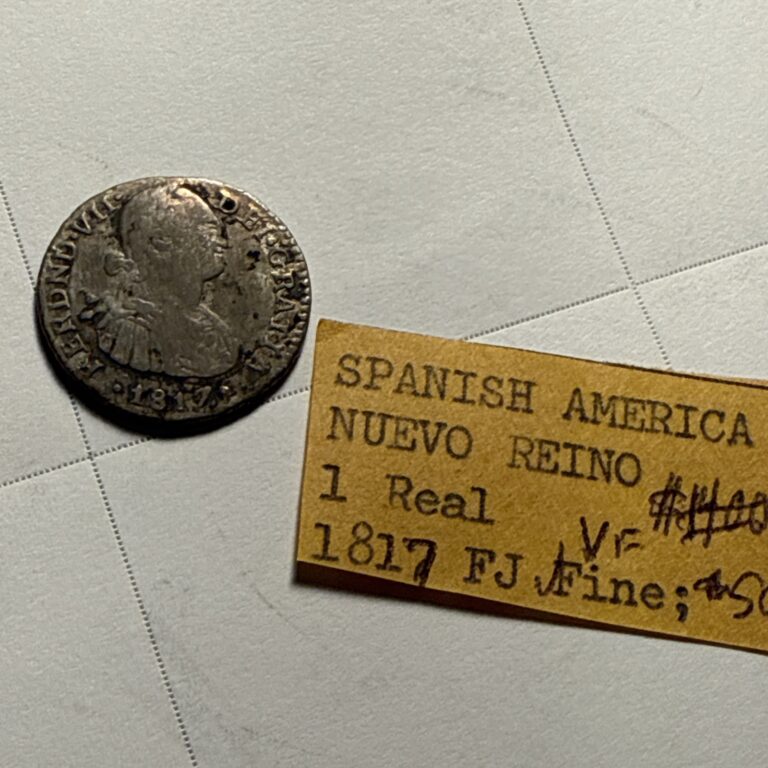 FERDND·VII· DEI·GRATIA
·1817·
SPANISH AMERICA
NUEVO REINO
1 Real
VF
1817 FJ Fine;